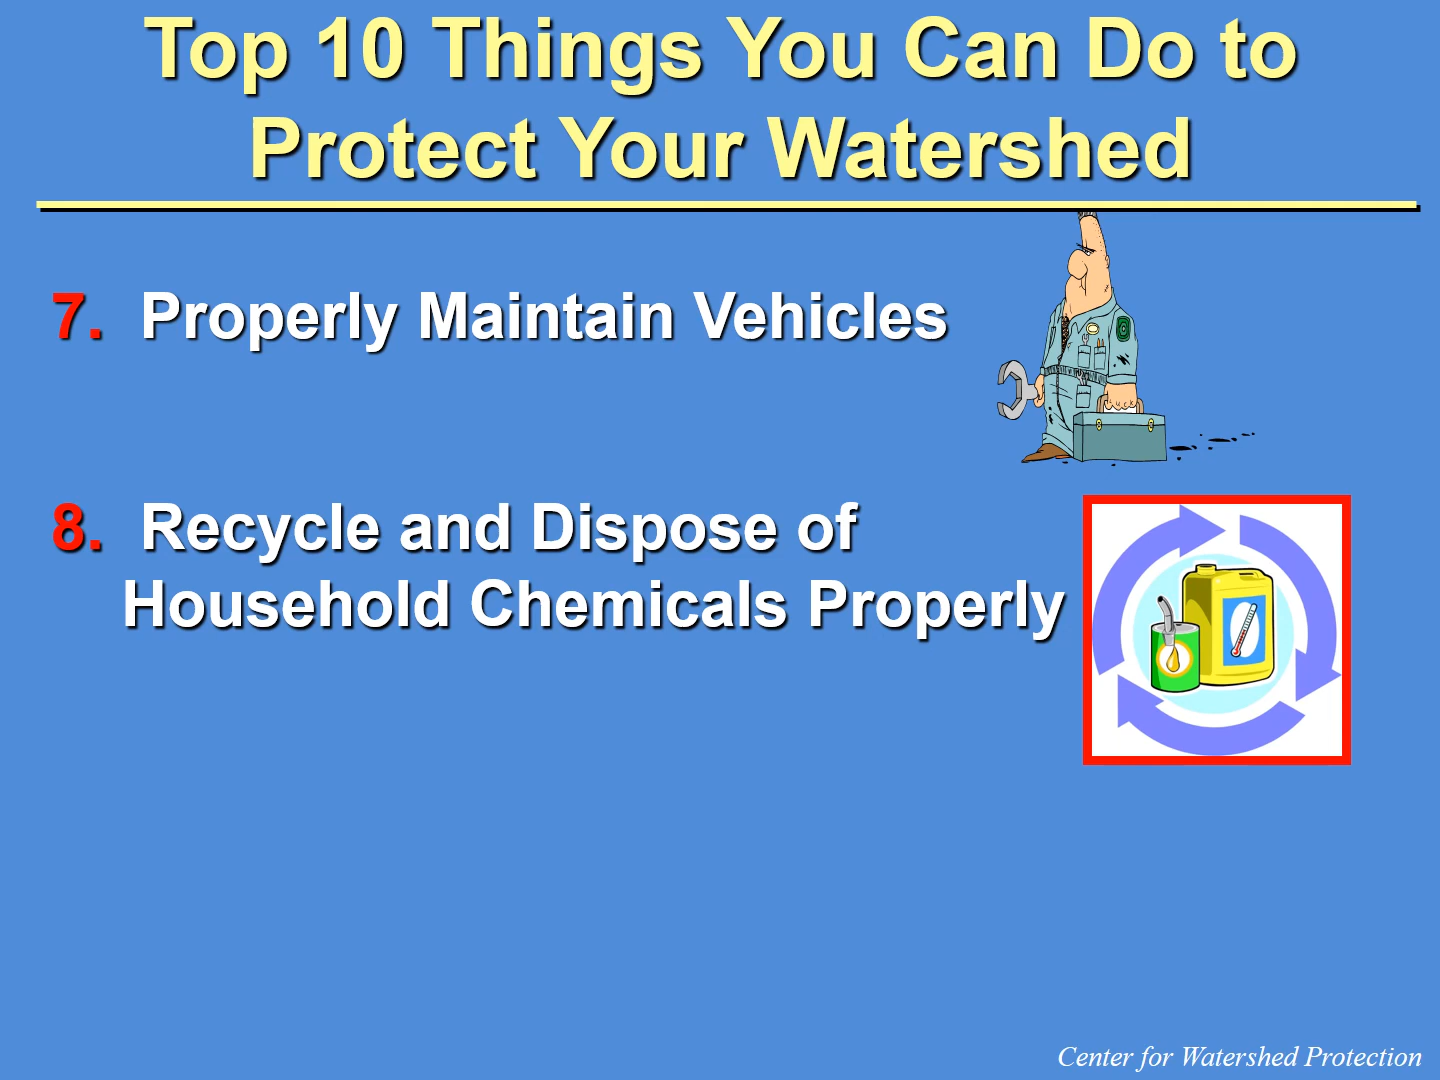 Top 10 Things You Can Do to
Protect Your Watershed
7. Properly Maintain Vehicles
8. Recycle and Dispose of
Household Chemicals Properly
Center for Watershed Protection